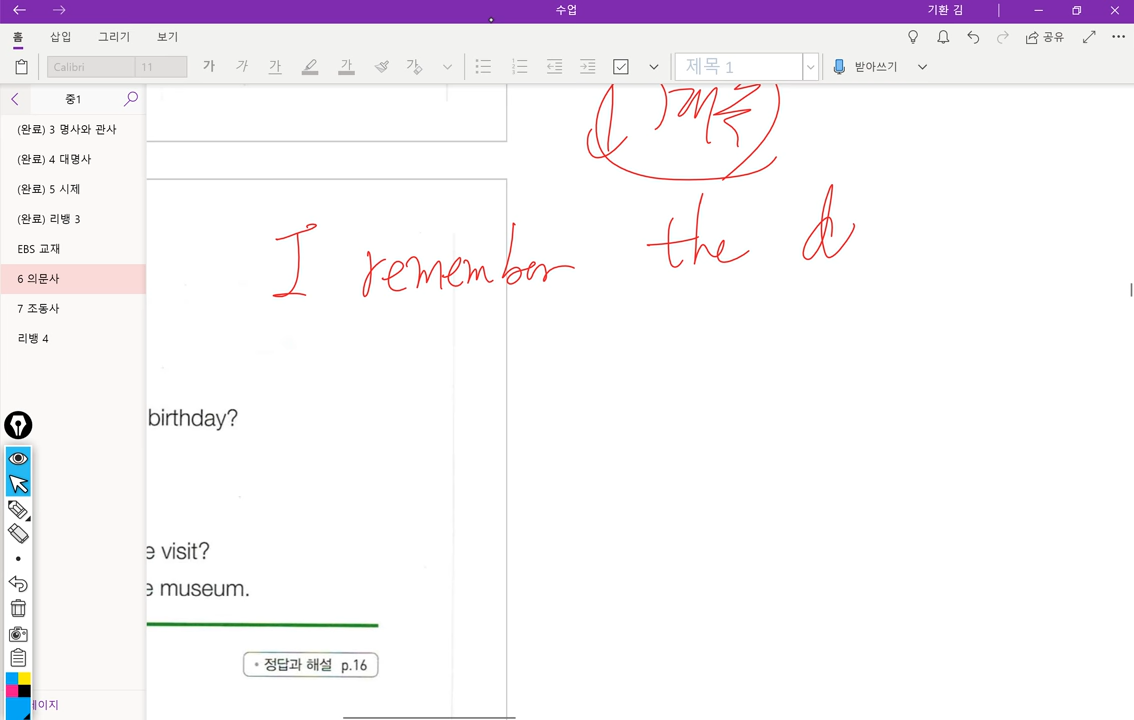 수업
기환 김
홈 삽입 그리기 보기
공유
Calibri 11 가 가 가 가 가 제목 1 받아쓰기
중1
(완료) 3 명사와 관사
(완료) 4 대명사
(완료) 5 시제
(완료) 리뱅 3
EBS 교재
6 의문사
7 조동사
리뱅 4
I remember the d
birthday?
e visit?
e museum.
• 정답과 해설 p.16
페이지